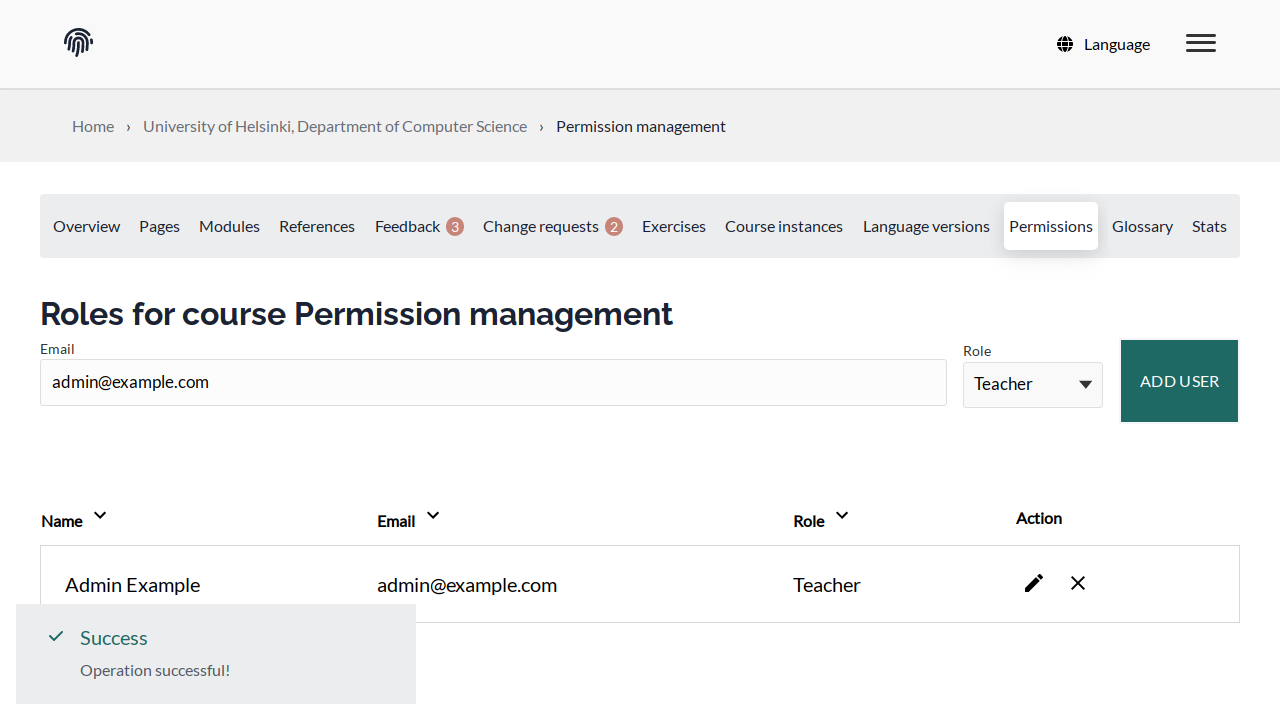 Language
Home › University of Helsinki, Department of Computer Science › Permission management
Overview Pages Modules References Feedback 3 Change requests 2 Exercises Course instances Language versions Permissions Glossary Stats
Roles for course Permission management
Email
admin@example.com
Role
Teacher
ADD USER
Name Email Role Action
Admin Example admin@example.com Teacher
Success
Operation successful!